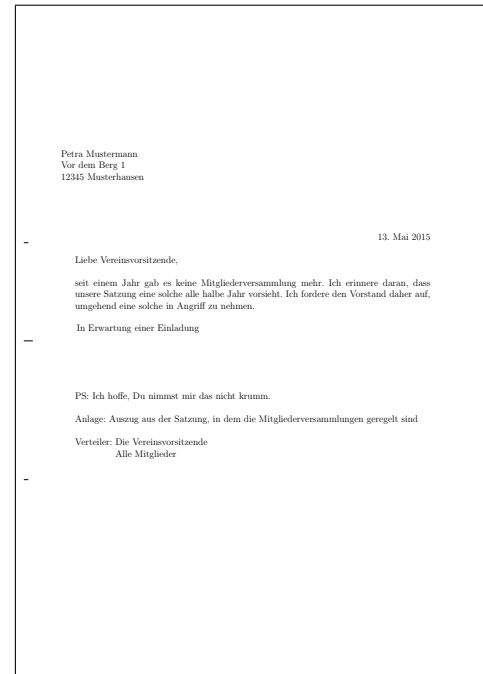 Petra Mustermann
Vor dem Berg 1
12345 Musterhausen
13. Mai 2015
Liebe Vereinsvorsitzende,
seit einem Jahr gab es keine Mitgliederversammlung mehr. Ich erinnere daran, dass
unsere Satzung eine solche alle halbe Jahr vorsieht. Ich fordere den Vorstand daher auf,
umgehend eine solche in Angriff zu nehmen.
In Erwartung einer Einladung
PS: Ich hoffe, Du nimmst mir das nicht krumm.
Anlage: Auszug aus der Satzung, in dem die Mitgliederversammlungen geregelt sind
Verteiler: Die Vereinsvorsitzende
Alle Mitglieder